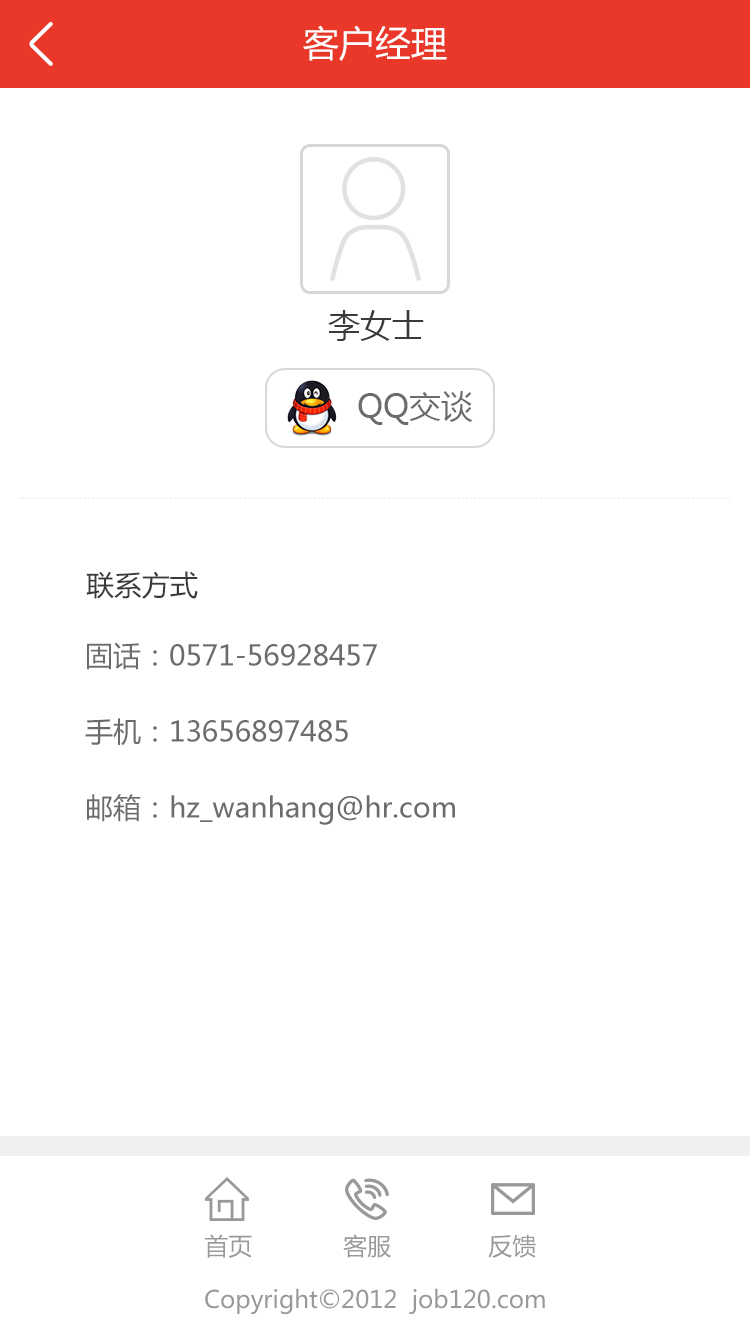 客户经理
李女士
QQ交谈
联系方式
固话：0571-56928457
手机：13656897485
邮箱：hz_wanhang@hr.com
首页 客服 反馈
Copyright©2012 job120.com